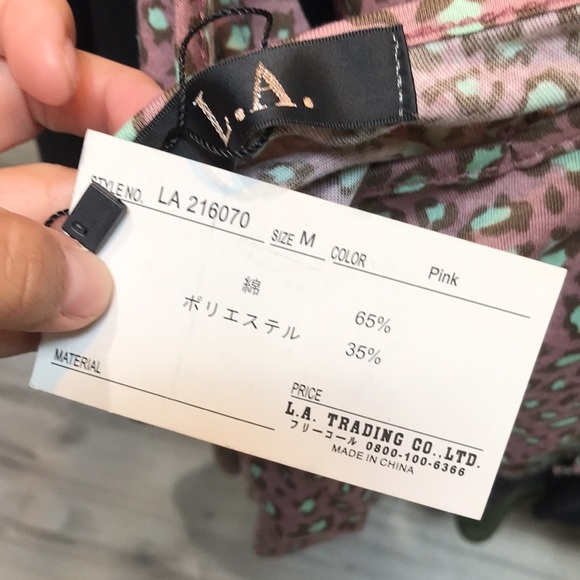 L.A.
STYLE NO. LA 216070 SIZE M COLOR Pink
綿 65%
ポリエステル 35%
MATERIAL
PRICE
L.A. TRADING CO.,LTD.
フリーコール 0800-100-6366
MADE IN CHINA